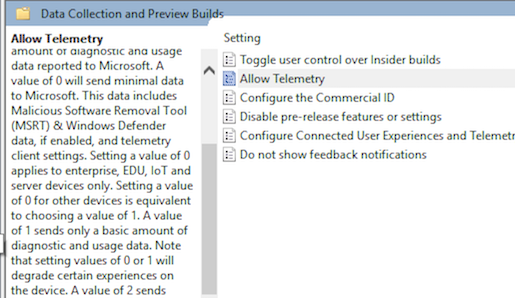 Data Collection and Preview Builds
Allow Telemetry
amount of diagnostic and usage
data reported to Microsoft. A
value of 0 will send minimal data
to Microsoft. This data includes
Malicious Software Removal Tool
(MSRT) & Windows Defender
data, if enabled, and telemetry
client settings. Setting a value of 0
applies to enterprise, EDU, IoT and
server devices only. Setting a value
of 0 for other devices is equivalent
to choosing a value of 1. A value
of 1 sends only a basic amount of
diagnostic and usage data. Note
that setting values of 0 or 1 will
degrade certain experiences on
the device. A value of 2 sends
Setting
Toggle user control over Insider builds
Allow Telemetry
Configure the Commercial ID
Disable pre-release features or settings
Configure Connected User Experiences and Telemetr
Do not show feedback notifications